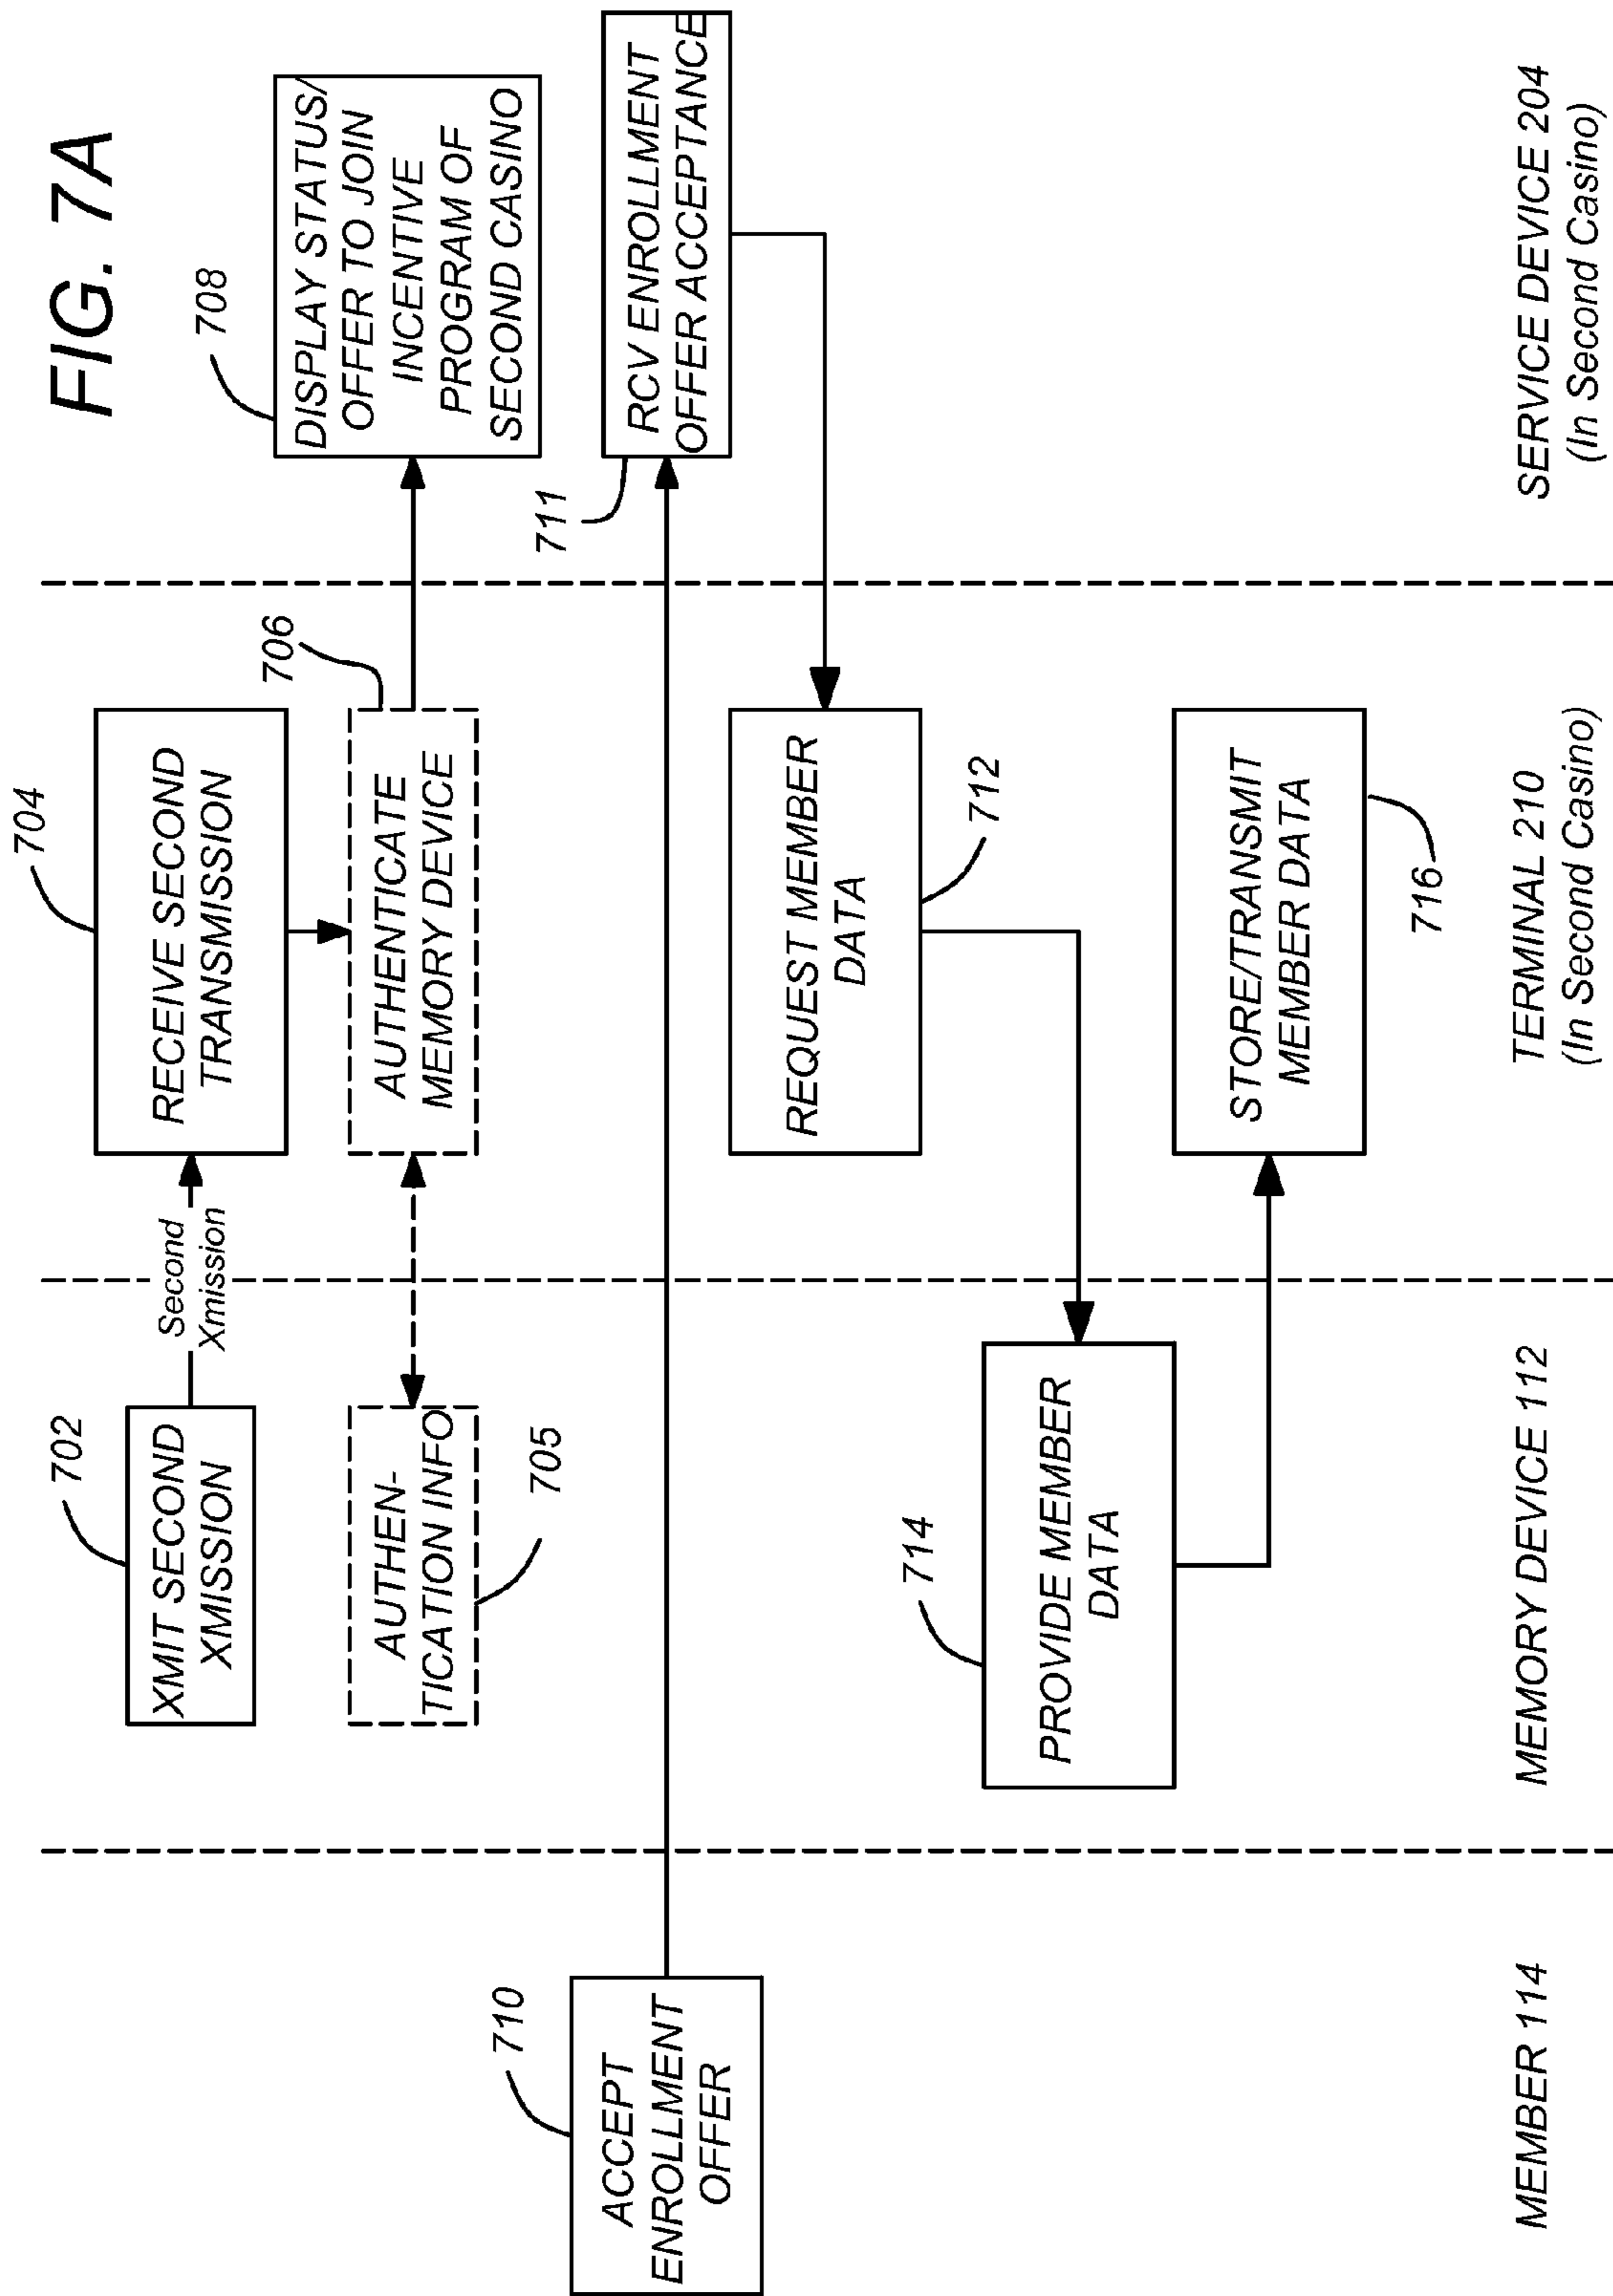 FIG. 7A
702
XMIT SECOND
XMISSION
Second
Xmission
704
RECEIVE SECOND
TRANSMISSION
705
AUTHEN-
TICATION INFO
706
AUTHENTICATE
MEMORY DEVICE
708
DISPLAY STATUS/
OFFER TO JOIN
INCENTIVE
PROGRAM OF
SECOND CASINO
710
ACCEPT
ENROLLMENT
OFFER
711
RCV ENROLLMENT
OFFER ACCEPTANCE
712
REQUEST MEMBER
DATA
714
PROVIDE MEMBER
DATA
716
STORE/TRANSMIT
MEMBER DATA
MEMBER 114
MEMORY DEVICE 112
TERMINAL 210
(In Second Casino)
SERVICE DEVICE 204
(In Second Casino)